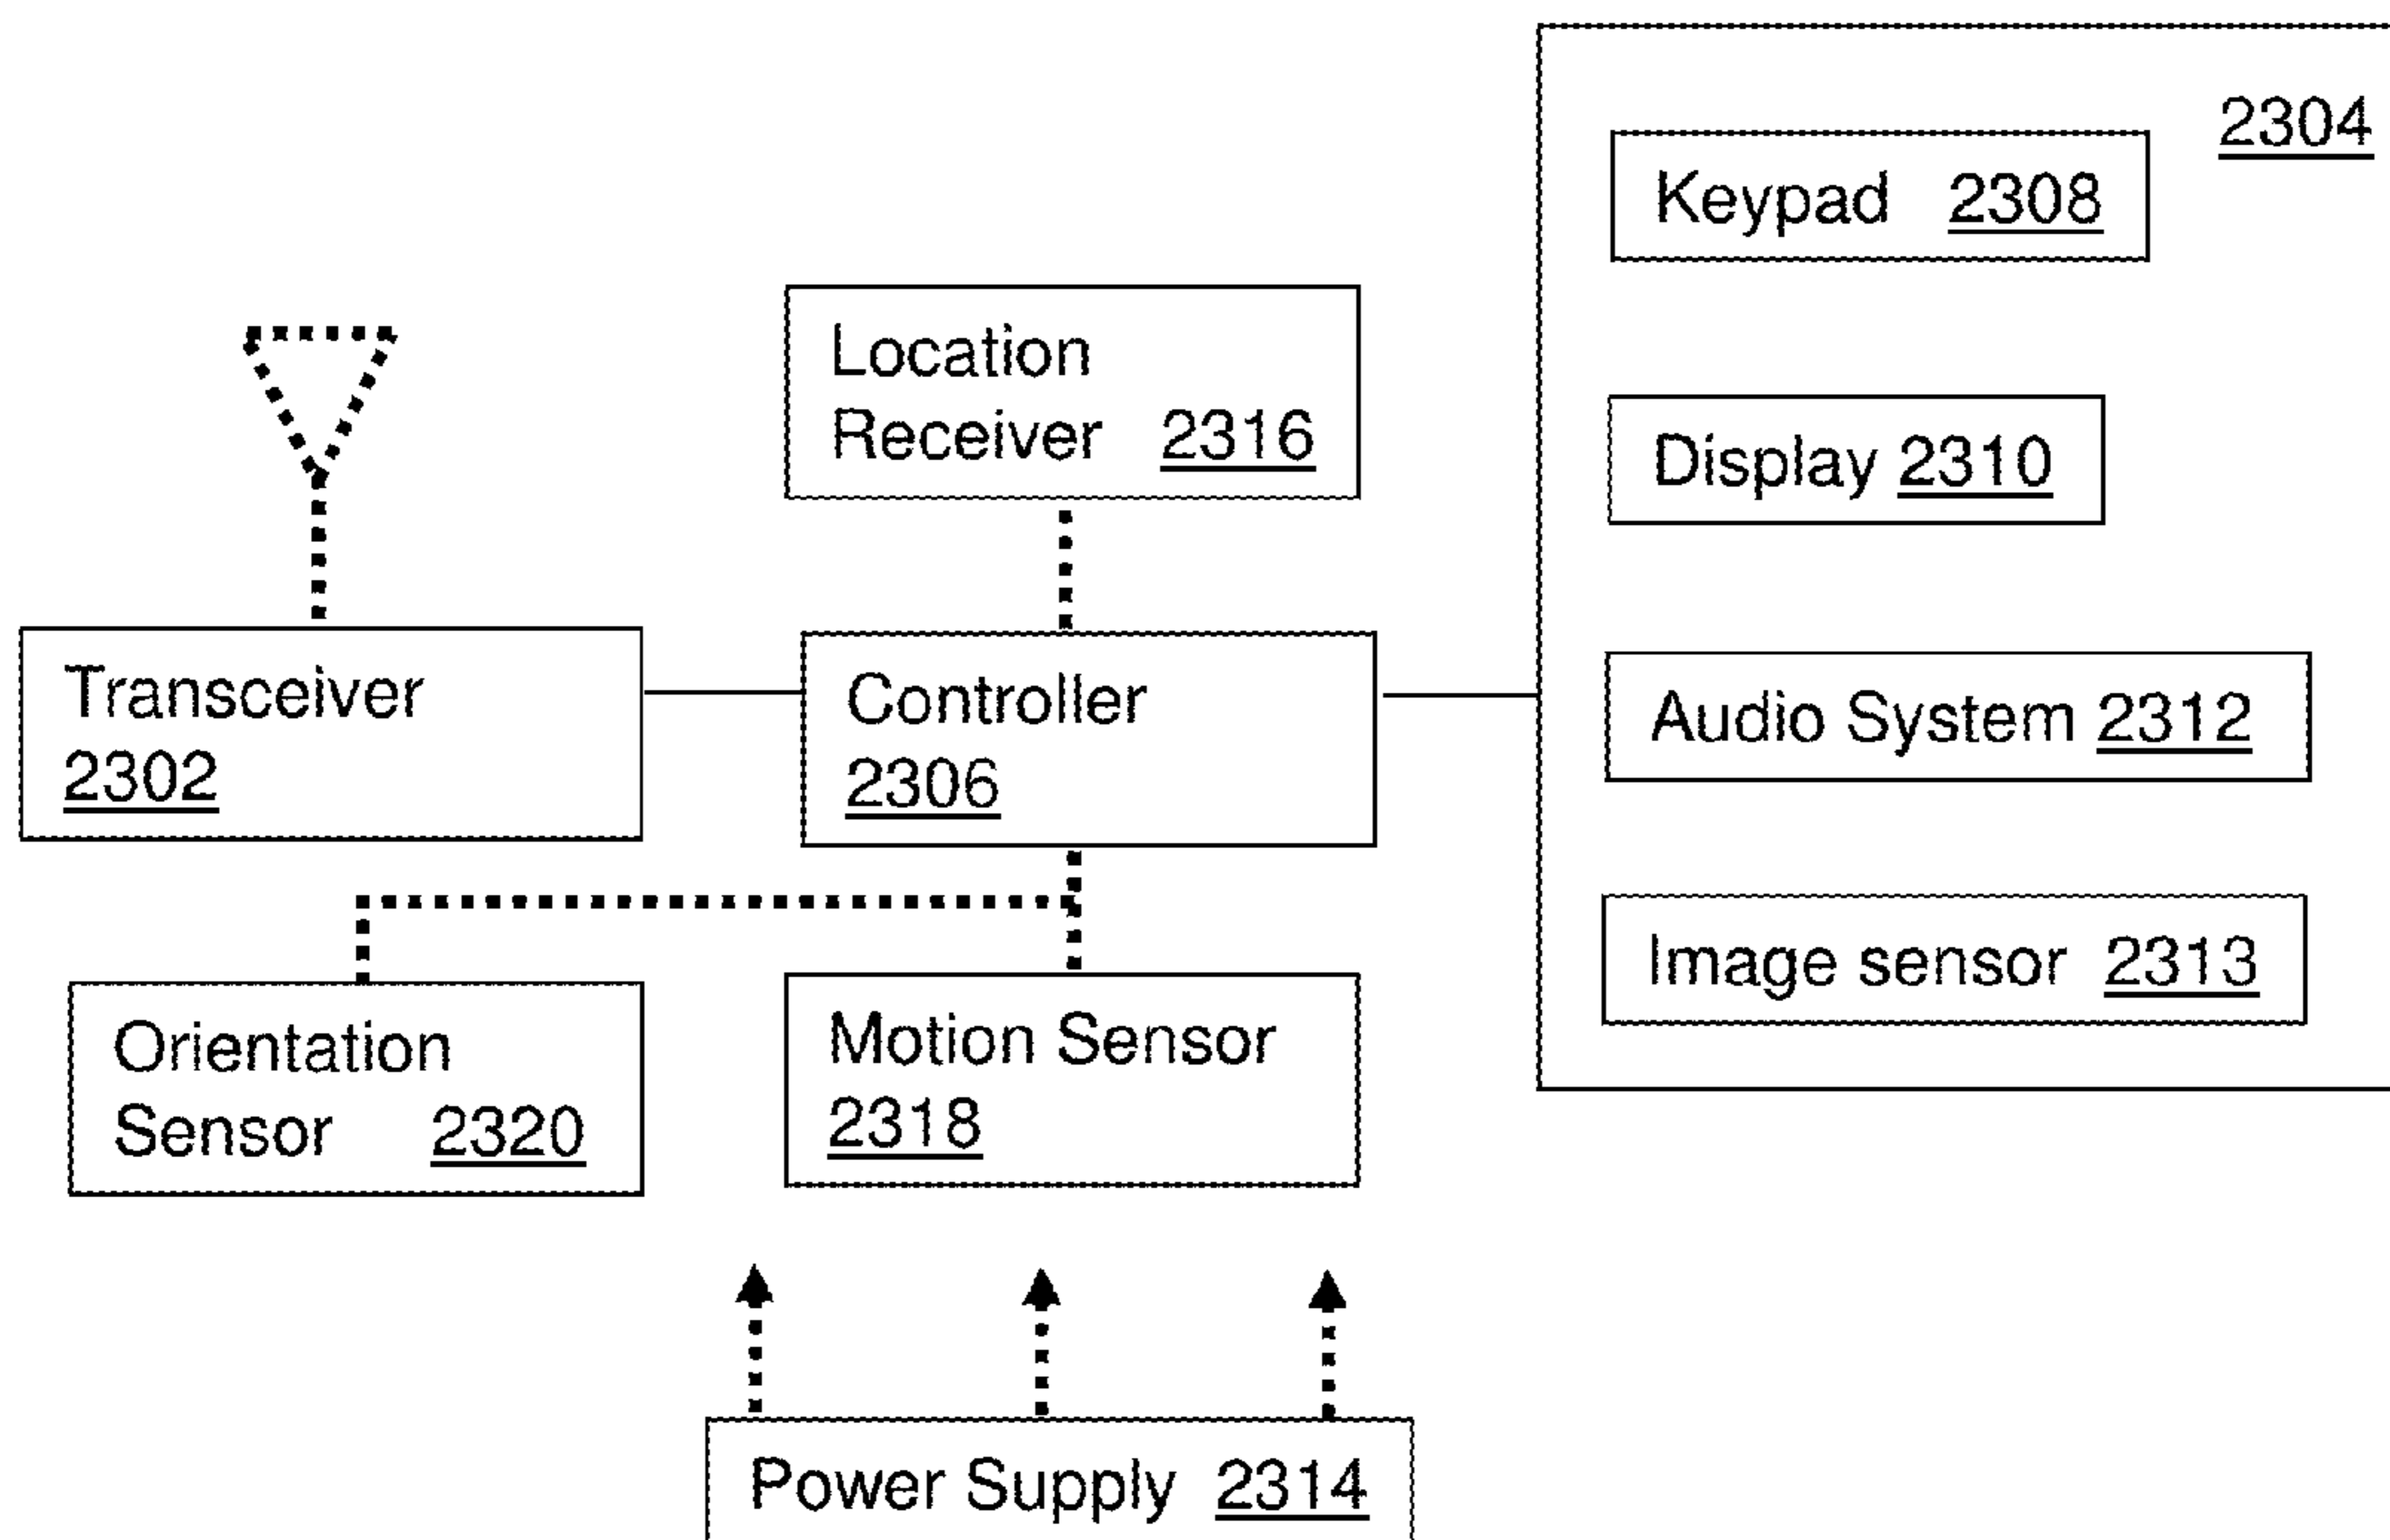 2304
Keypad 2308
Location
Receiver 2316
Display 2310
Transceiver
2302
Controller
2306
Audio System 2312
Image sensor 2313
Orientation
Sensor 2320
Motion Sensor
2318
Power Supply 2314